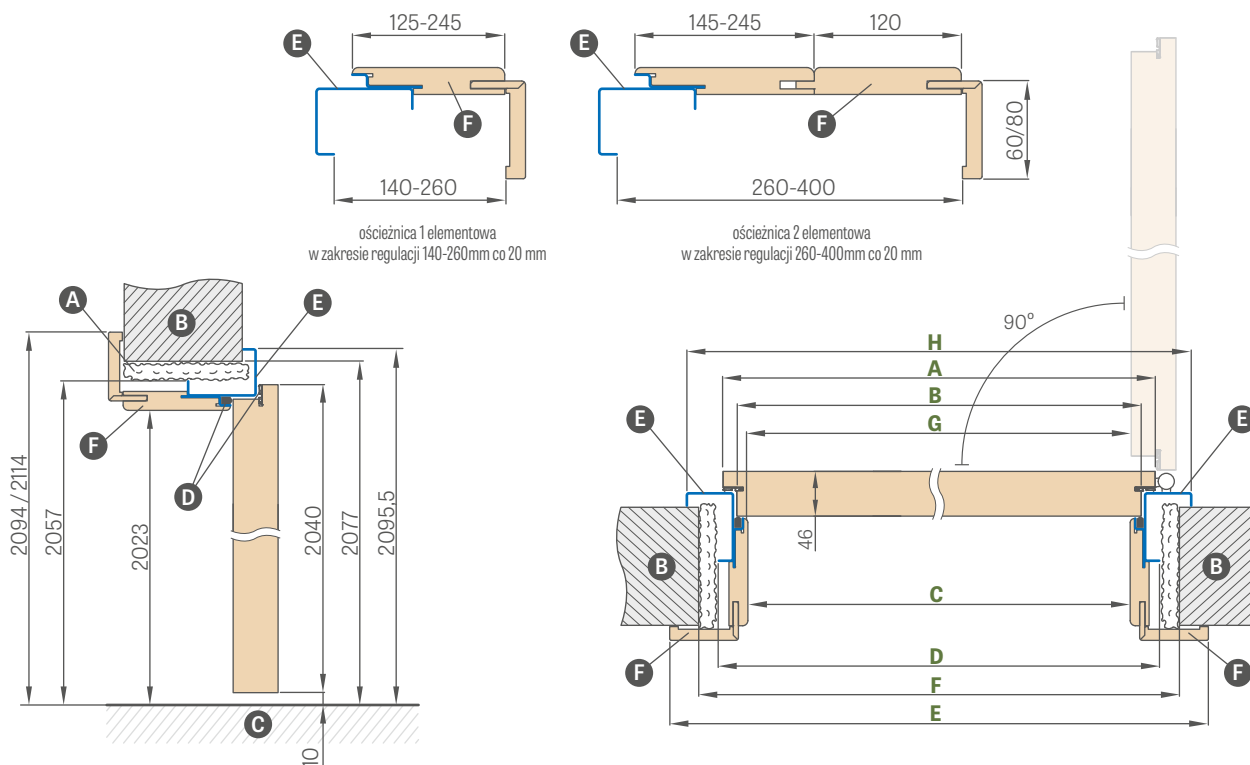 125-245
E
F
140-260
ościeżnica 1 elementowa
w zakresie regulacji 140-260mm co 20 mm
145-245
120
E
F
60/80
260-400
ościeżnica 2 elementowa
w zakresie regulacji 260-400mm co 20 mm
A
B
E
F
D
C
2094/2114
2057
2023
2040
2077
2095,5
10
90°
H
A
B
G
E
E
46
B
B
C
D
F
F
F
E